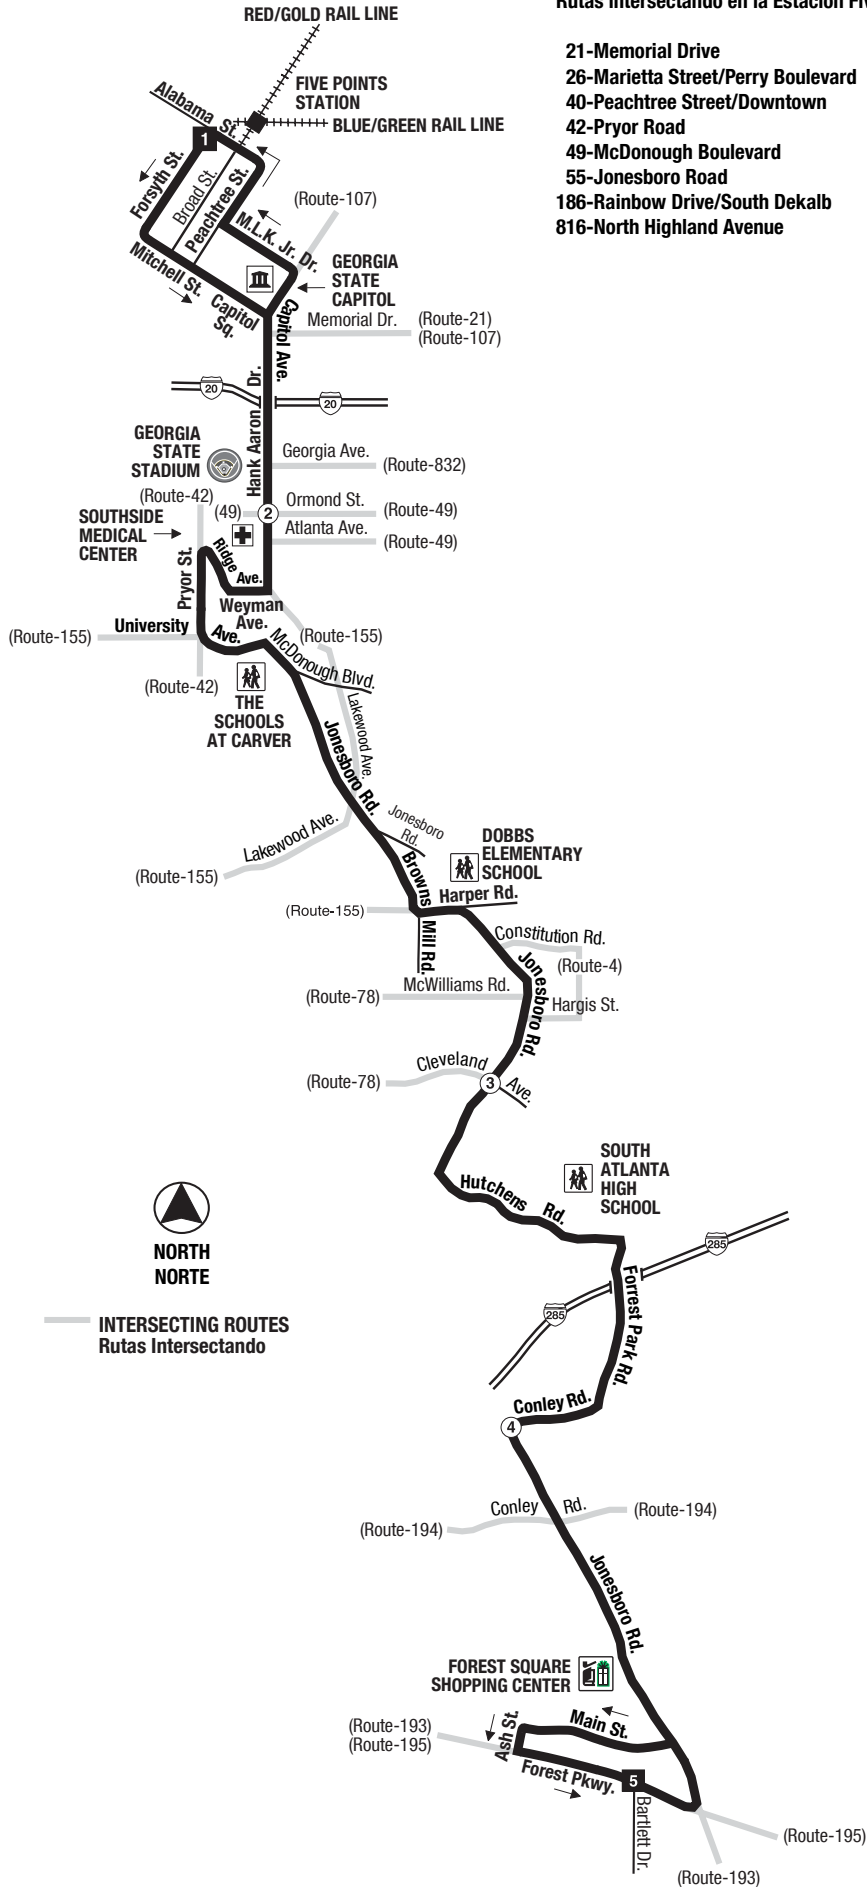 Rutas intersectando en la Estación
21-Memorial Drive
26-Marietta Street/Perry Boulevard
40-Peachtree Street/Downtown
42-Pryor Road
49-McDonough Boulevard
55-Jonesboro Road
186-Rainbow Drive/South Dekalb
816-North Highland Avenue
RED/GOLD RAIL LINE
FIVE POINTS
STATION
BLUE/GREEN RAIL LINE
Alabama St.
1
Forsyth St.
Broad St.
Peachtree St.
(Route-107)
M.L.K. Jr. Dr.
Mitchell St.
Capitol
Sq.
GEORGIA
STATE
CAPITOL
Capitol Ave.
Memorial Dr.
(Route-21)
(Route-107)
20
20
Hank Aaron Dr.
GEORGIA
STATE
STADIUM
Georgia Ave.
(Route-832)
(Route-42)
(49)
2
Ormond St.
(Route-49)
Atlanta Ave.
(Route-49)
SOUTHSIDE
MEDICAL
CENTER
Pryor St.
Ridge
Ave.
Weyman
Ave.
(Route-155)
University
Ave.
(Route-155)
McDonough Blvd.
(Route-42)
THE
SCHOOLS
AT CARVER
Lakewood Ave.
Jonesboro Rd.
Jonesboro
Rd.
Lakewood Ave.
(Route-155)
DOBBS
ELEMENTARY
SCHOOL
Browns
Mill Rd.
Harper Rd.
(Route-155)
Constitution Rd.
(Route-4)
Jonesboro Rd.
McWilliams Rd.
(Route-78)
Hargis St.
Cleveland
Ave.
(Route-78)
3
SOUTH
ATLANTA
HIGH
SCHOOL
Hutchens Rd.
NORTH
NORTE
285
285
Forrest Park Rd.
INTERSECTING ROUTES
Rutas Intersectando
Conley Rd.
4
Conley Rd.
(Route-194)
(Route-194)
Jonesboro Rd.
FOREST SQUARE
SHOPPING CENTER
Main St.
Ash St.
(Route-193)
(Route-195)
Forest Pkwy.
5
Bartlett Dr.
(Route-195)
(Route-193)